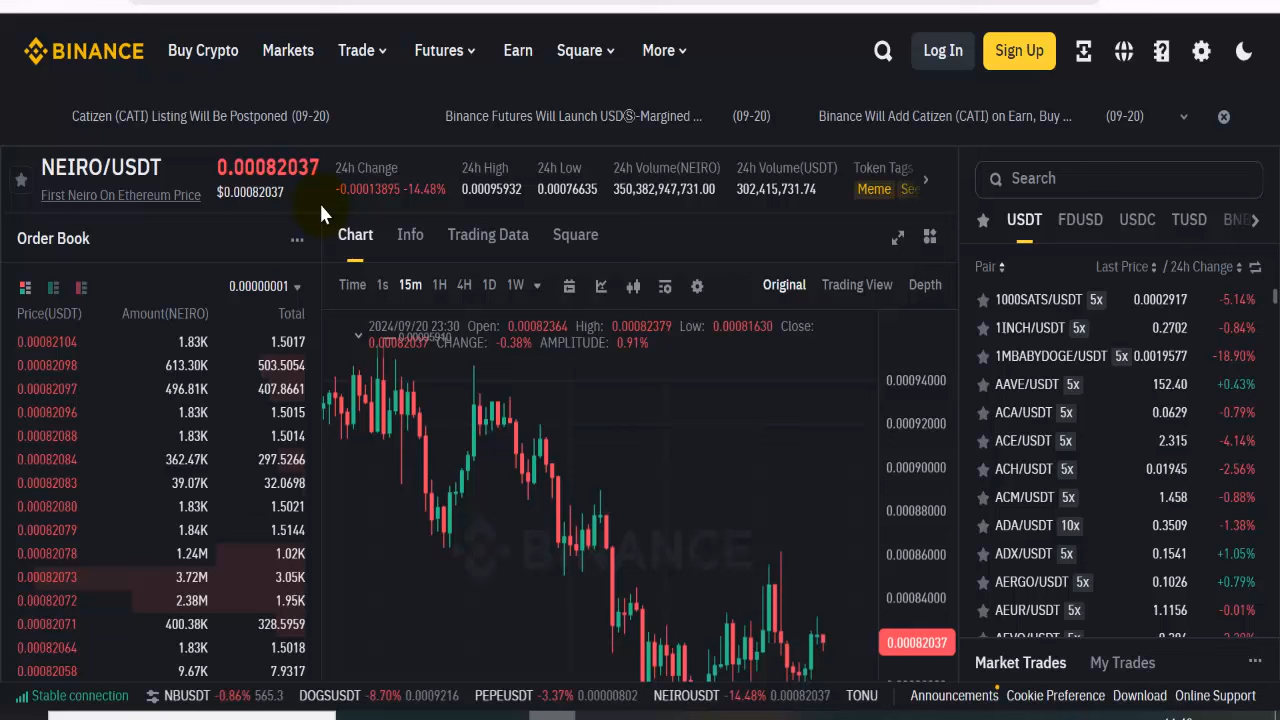 BINANCE Buy Crypto Markets Trade Futures Earn Square More Log In Sign Up
Catizen (CATI) Listing Will Be Postponed (09-20) Binance Futures Will Launch USDⓈ-Margined ... (09-20) Binance Will Add Catizen (CATI) on Earn, Buy ... (09-20)
NEIRO/USDT 0.00082037 24h Change 24h High 24h Low 24h Volume(NEIRO) 24h Volume(USDT) Token Tags
First Neiro On Ethereum Price $0.00082037 -0.00013895 -14.48% 0.00095932 0.00076635 350,382,947,731.00 302,415,731.74 Meme See
Search
USDT FDUSD USDC TUSD BNB
Order Book
Chart Info Trading Data Square
Pair Last Price / 24h Change
0.00000001
Time 1s 15m 1H 4H 1D 1W Original Trading View Depth
Price(USDT) Amount(NEIRO) Total
0.00082104 1.83K 1.5017
0.00082098 613.30K 503.5054
0.00082097 496.81K 407.8661
0.00082096 1.83K 1.5015
0.00082088 1.83K 1.5014
0.00082084 362.47K 297.5266
0.00082083 39.07K 32.0698
0.00082080 1.83K 1.5021
0.00082079 1.84K 1.5144
0.00082078 1.24M 1.02K
0.00082073 3.72M 3.05K
0.00082072 2.38M 1.95K
0.00082071 400.38K 328.5959
0.00082064 1.83K 1.5018
0.00082058 9.67K 7.9317
2024/09/20 23:30 Open: 0.00082364 High: 0.00082379 Low: 0.00081630 Close:
0.00082037 CHANGE: -0.38% AMPLITUDE: 0.91%
0.00095910
0.00094000
0.00092000
0.00090000
0.00088000
0.00086000
0.00084000
0.00082037
BINANCE
1000SATS/USDT 5x 0.0002917 -5.14%
1INCH/USDT 5x 0.2702 -0.84%
1MBABYDOGE/USDT 5x 0.0019577 -18.90%
AAVE/USDT 5x 152.40 +0.43%
ACA/USDT 5x 0.0629 -0.79%
ACE/USDT 5x 2.315 -4.14%
ACH/USDT 5x 0.01945 -2.56%
ACM/USDT 5x 1.458 -0.88%
ADA/USDT 10x 0.3509 -1.38%
ADX/USDT 5x 0.1541 +1.05%
AERGO/USDT 5x 0.1026 +0.79%
AEUR/USDT 5x 1.1156 -0.01%
Market Trades My Trades
Stable connection NBUSDT -0.86% 565.3 DOGSUSDT -8.70% 0.0009216 PEPEUSDT -3.37% 0.00000802 NEIROUSDT -14.48% 0.00082037 TONU Announcements Cookie Preference Download Online Support